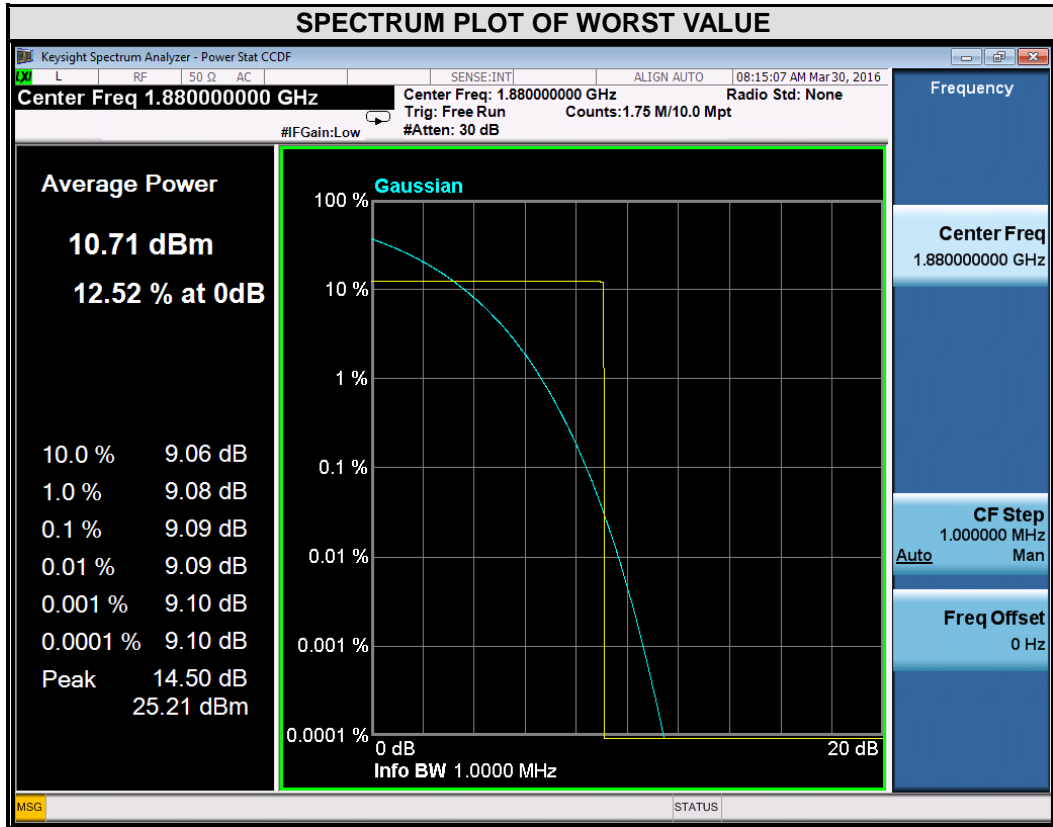 SPECTRUM PLOT OF WORST VALUE
Keysight Spectrum Analyzer - Power Stat CCDF
LXI L RF 50 Ω AC SENSE:INT ALIGN AUTO 08:15:07 AM Mar 30, 2016
Center Freq 1.880000000 GHz
#IFGain:Low
Center Freq: 1.880000000 GHz Radio Std: None
Trig: Free Run Counts:1.75 M/10.0 Mpt
#Atten: 30 dB
Average Power
10.71 dBm
12.52 % at 0dB
10.0 % 9.06 dB
1.0 % 9.08 dB
0.1 % 9.09 dB
0.01 % 9.09 dB
0.001 % 9.10 dB
0.0001 % 9.10 dB
Peak 14.50 dB
25.21 dBm
Gaussian
100 %
10 %
1 %
0.1 %
0.01 %
0.001 %
0.0001 %
0 dB 20 dB
Info BW 1.0000 MHz
Frequency
Center Freq
1.880000000 GHz
CF Step
1.000000 MHz
Auto Man
Freq Offset
0 Hz
MSG STATUS